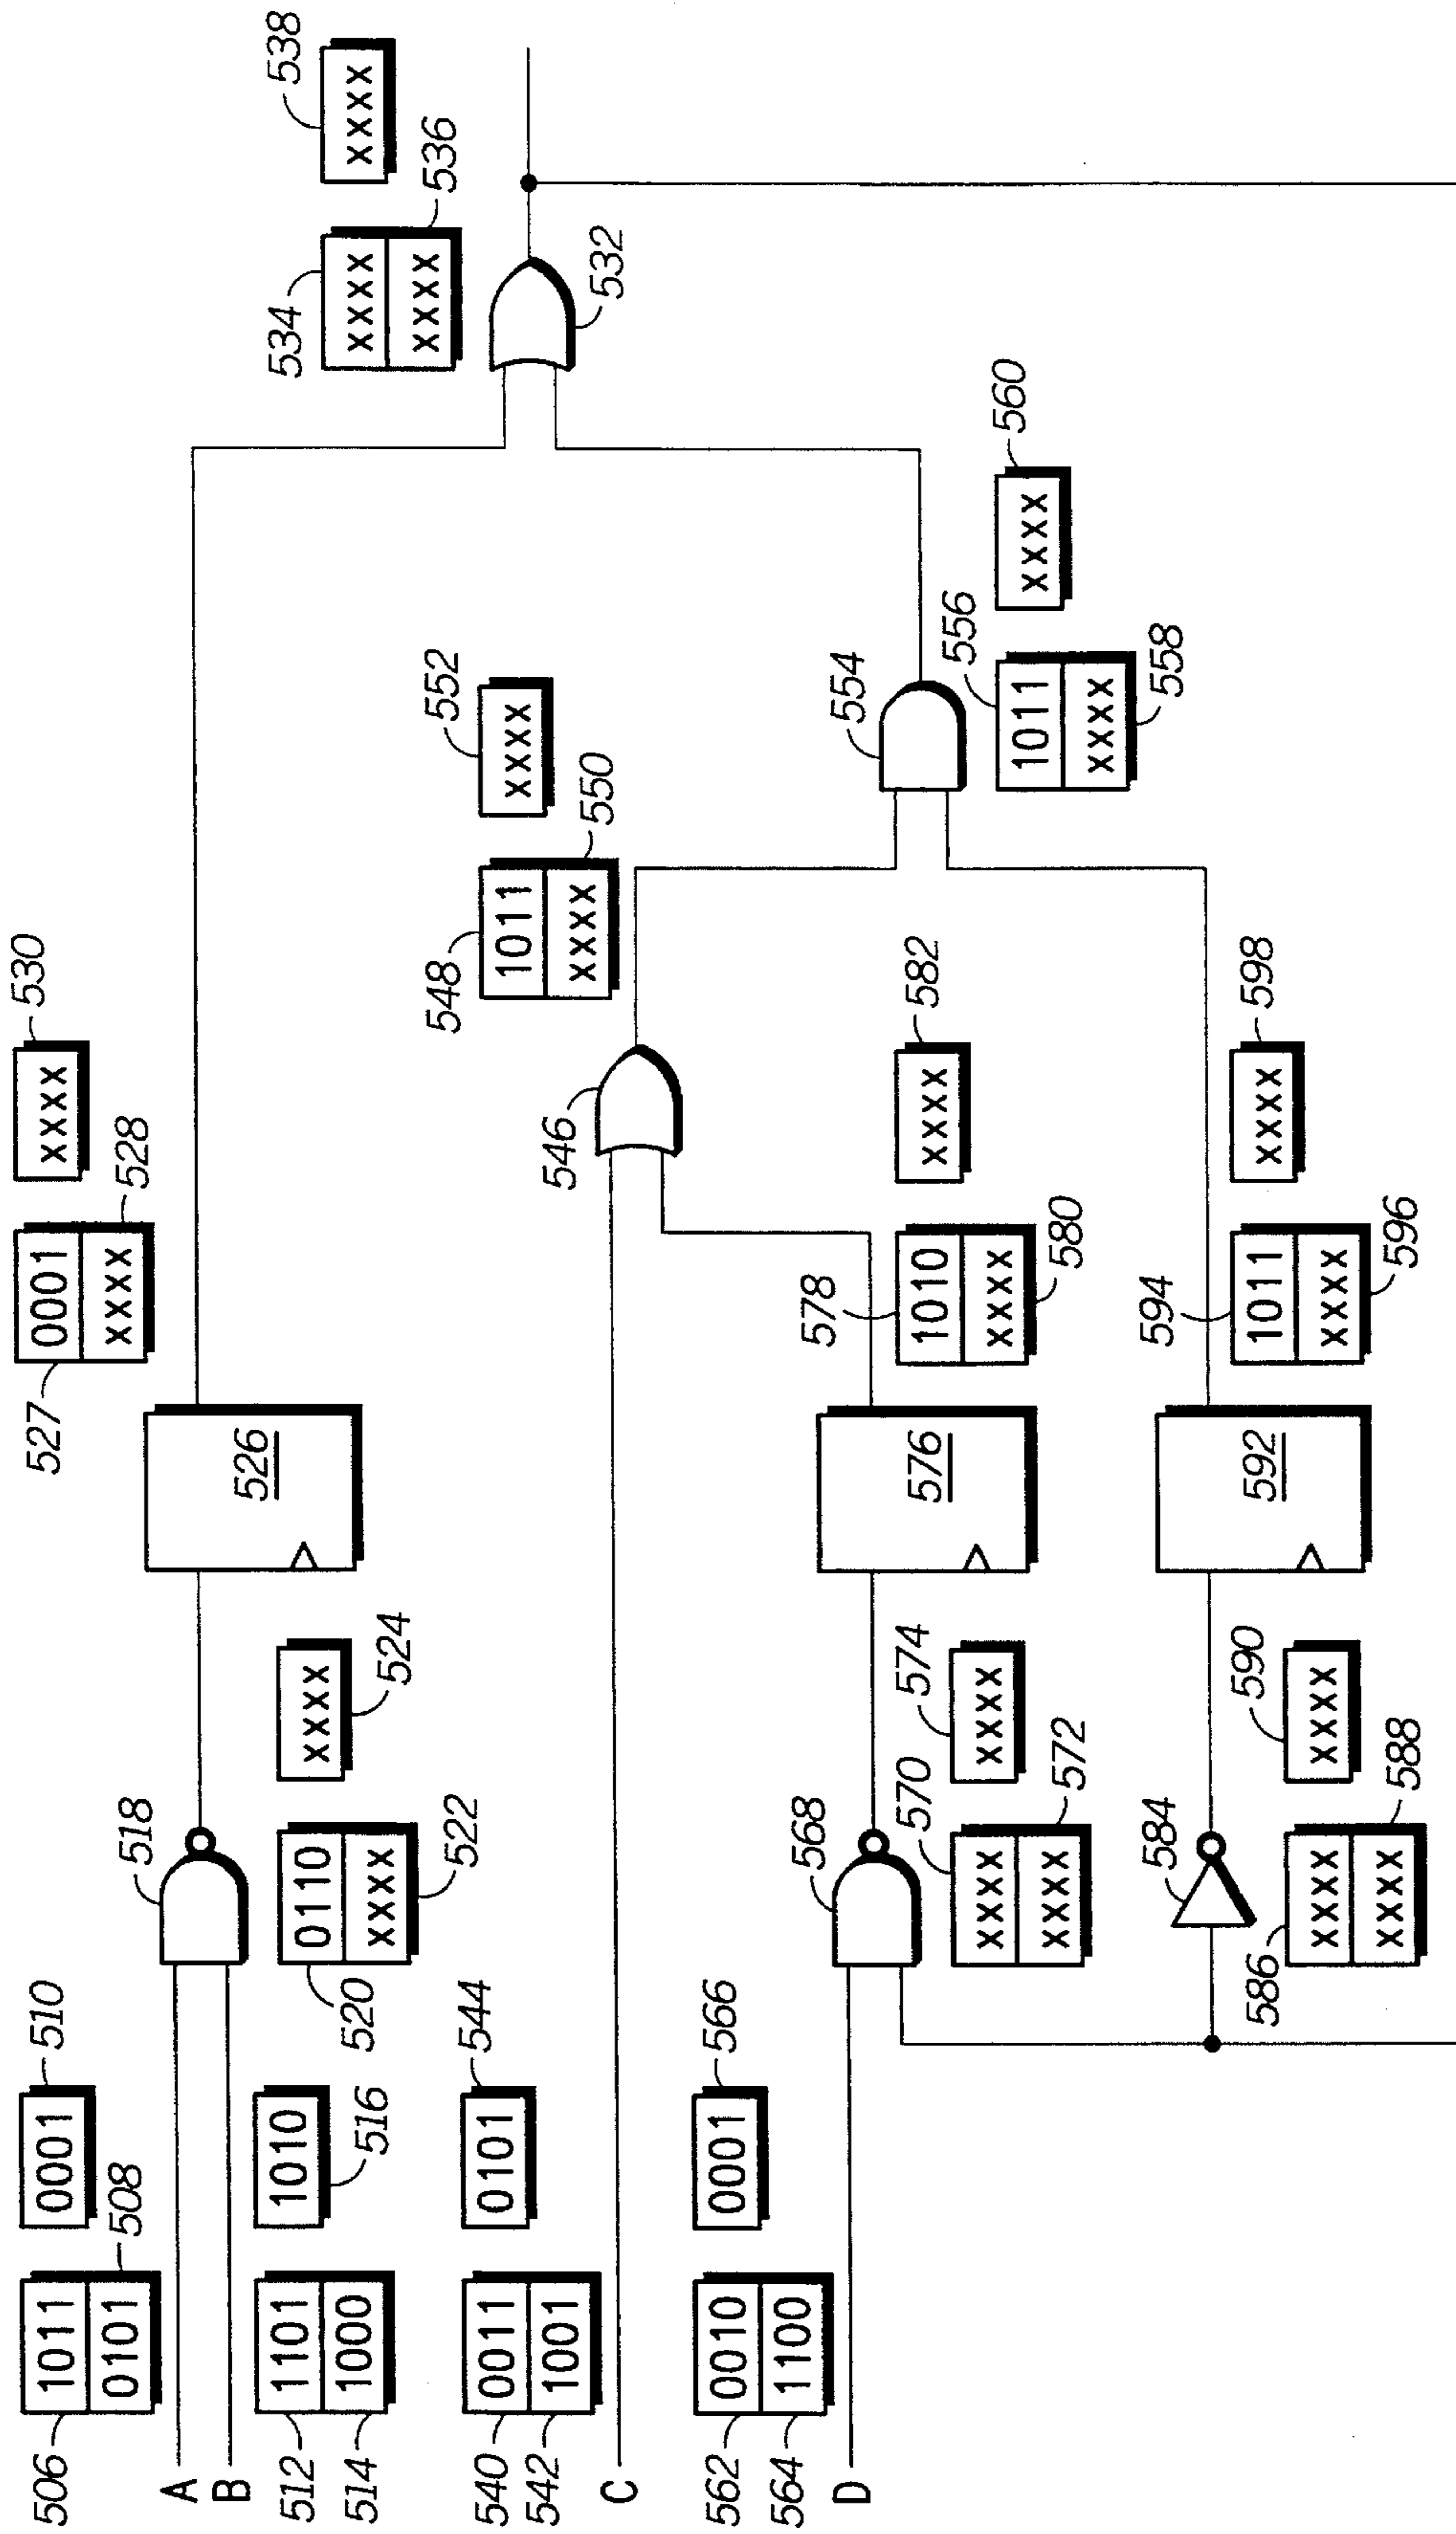 530
XXXX
538
XXXX
527
0001
XXXX
528
534
XXXX
XXXX
536
510
0001
506
1011
0101
508
518
526
532
A
B
512
1101
514
1000
1010
516
520
0110
XXXX
522
XXXX
524
552
XXXX
548
1011
XXXX
550
544
0101
540
0011
542
1001
546
C
554
560
XXXX
556
1011
XXXX
558
566
0001
562
0010
564
1100
568
576
578
1010
XXXX
580
582
XXXX
D
570
XXXX
XXXX
572
574
XXXX
584
592
594
1011
XXXX
596
598
XXXX
586
XXXX
XXXX
588
590
XXXX